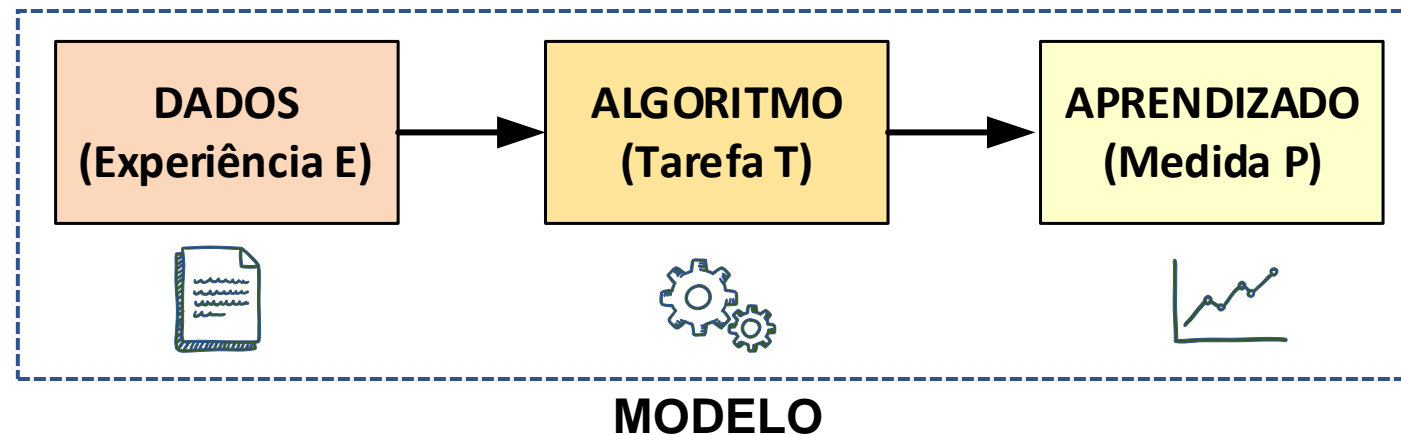 DADOS
(Experiência E)
ALGORITMO
(Tarefa T)
APRENDIZADO
(Medida P)
MODELO